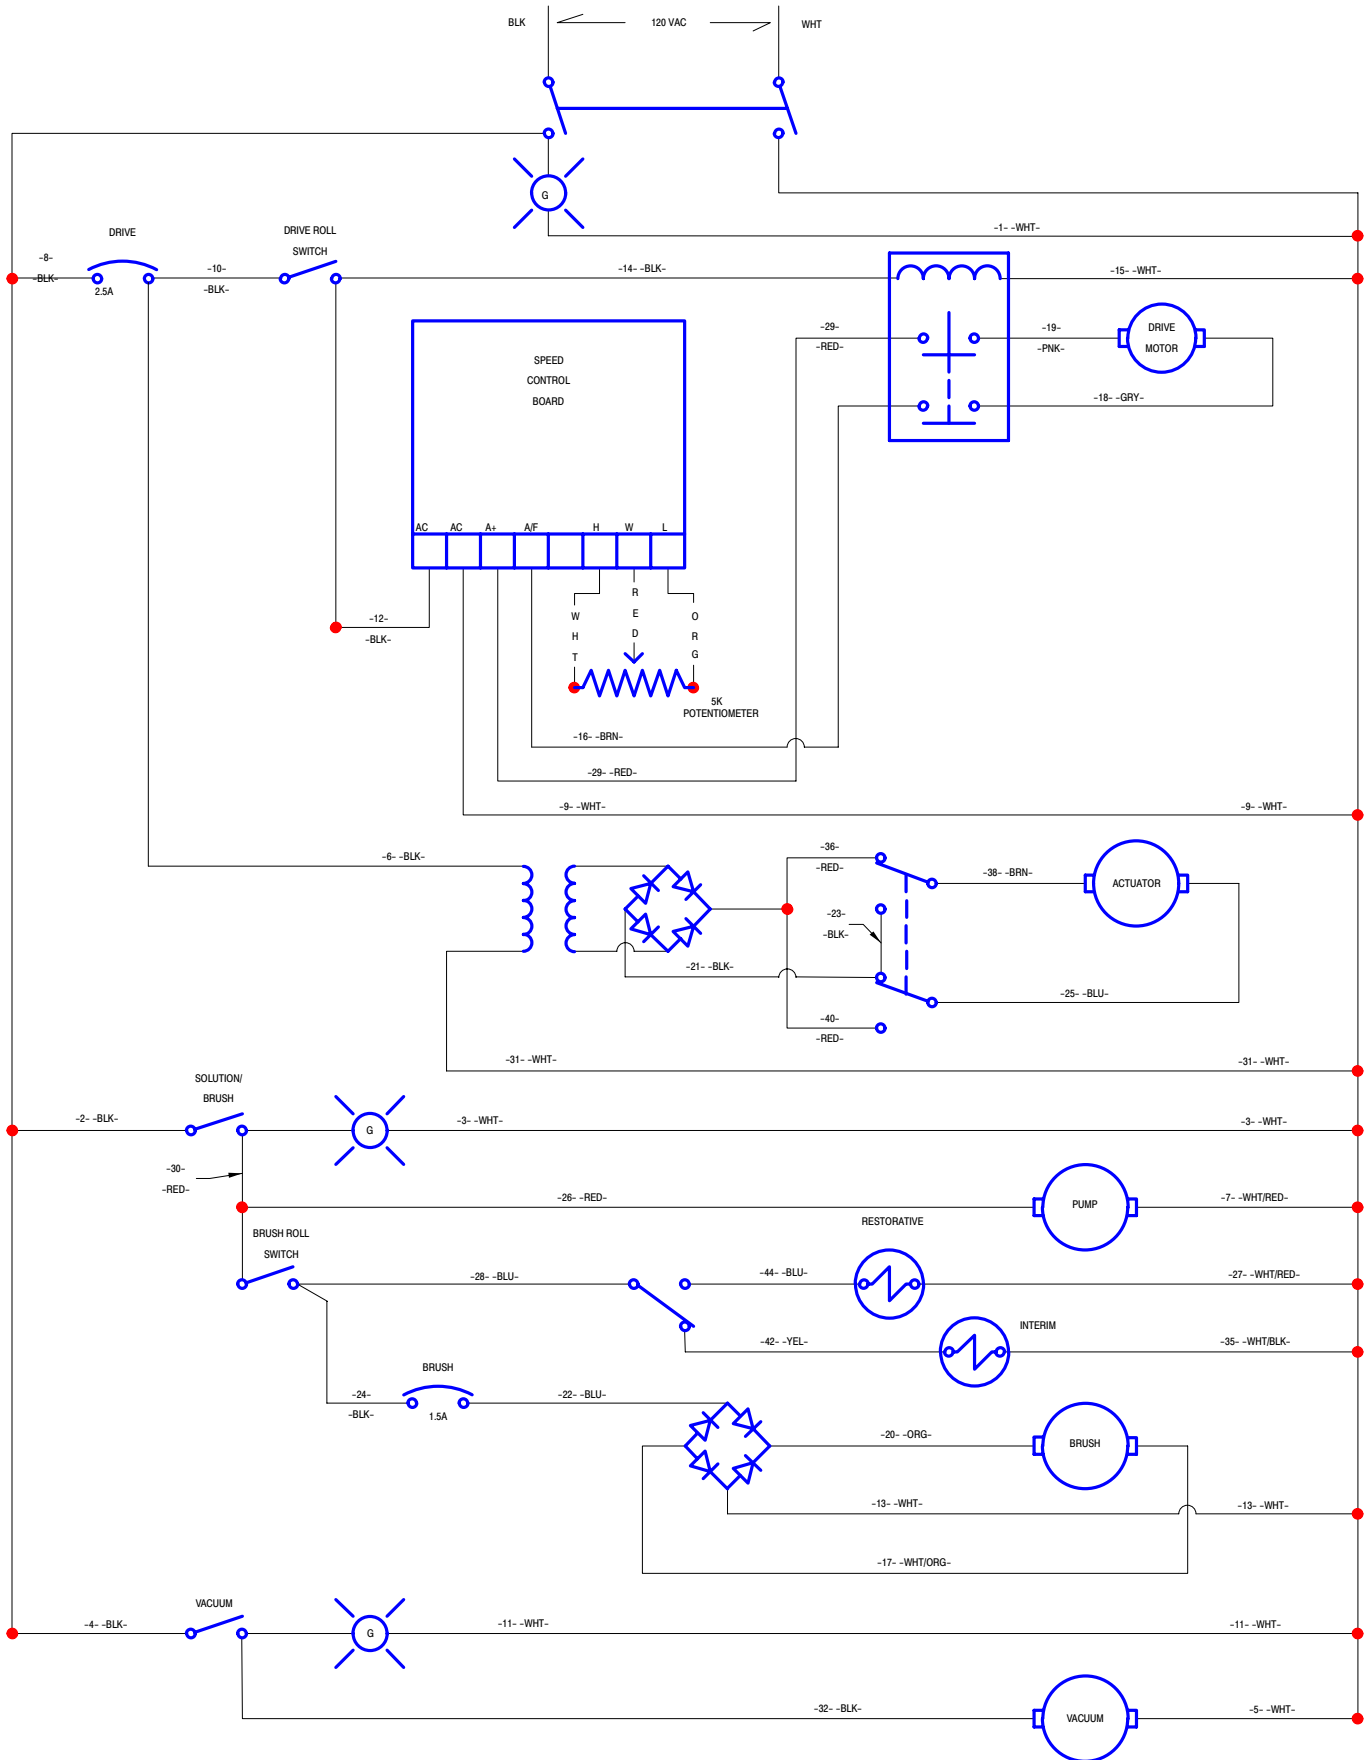 BLK
120 VAC
WHT
G
-1- -WHT-
DRIVE
DRIVE ROLL
SWITCH
-8-
-BLK-
2.5A
-10-
-BLK-
-14- -BLK-
-15- -WHT-
-29-
-RED-
-19-
-PNK-
DRIVE
MOTOR
-18- -GRY-
SPEED
CONTROL
BOARD
AC AC A+ A/F H W L
-12-
-BLK-
WHT
RED
ORG
5K
POTENTIOMETER
-16- -BRN-
-29- -RED-
-9- -WHT-
-9- -WHT-
-6- -BLK-
-36-
-RED-
-38- -BRN-
ACTUATOR
-23-
-BLK-
-21- -BLK-
-25- -BLU-
-40-
-RED-
-31- -WHT-
-31- -WHT-
SOLUTION/
BRUSH
-2- -BLK-
G
-3- -WHT-
-3- -WHT-
-30-
-RED-
-26- -RED-
PUMP
-7- -WHT/RED-
BRUSH ROLL
SWITCH
RESTORATIVE
-28- -BLU-
-44- -BLU-
-27- -WHT/RED-
INTERIM
-42- -YEL-
-35- -WHT/BLK-
BRUSH
-24-
-BLK-
1.5A
-22- -BLU-
-20- -ORG-
BRUSH
-13- -WHT-
-13- -WHT-
-17- -WHT/ORG-
VACUUM
-4- -BLK-
G
-11- -WHT-
-11- -WHT-
-32- -BLK-
VACUUM
-5- -WHT-